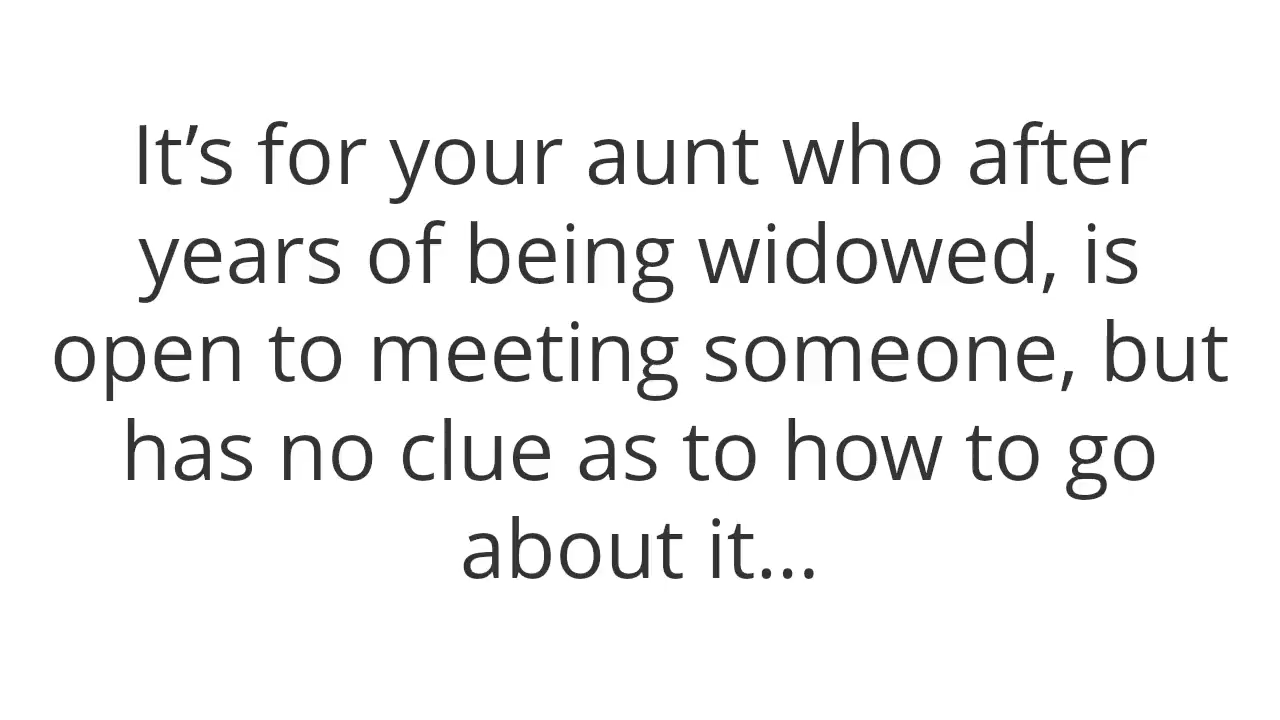 It’s for your aunt who after
years of being widowed, is
open to meeting someone, but
has no clue as to how to go
about it...